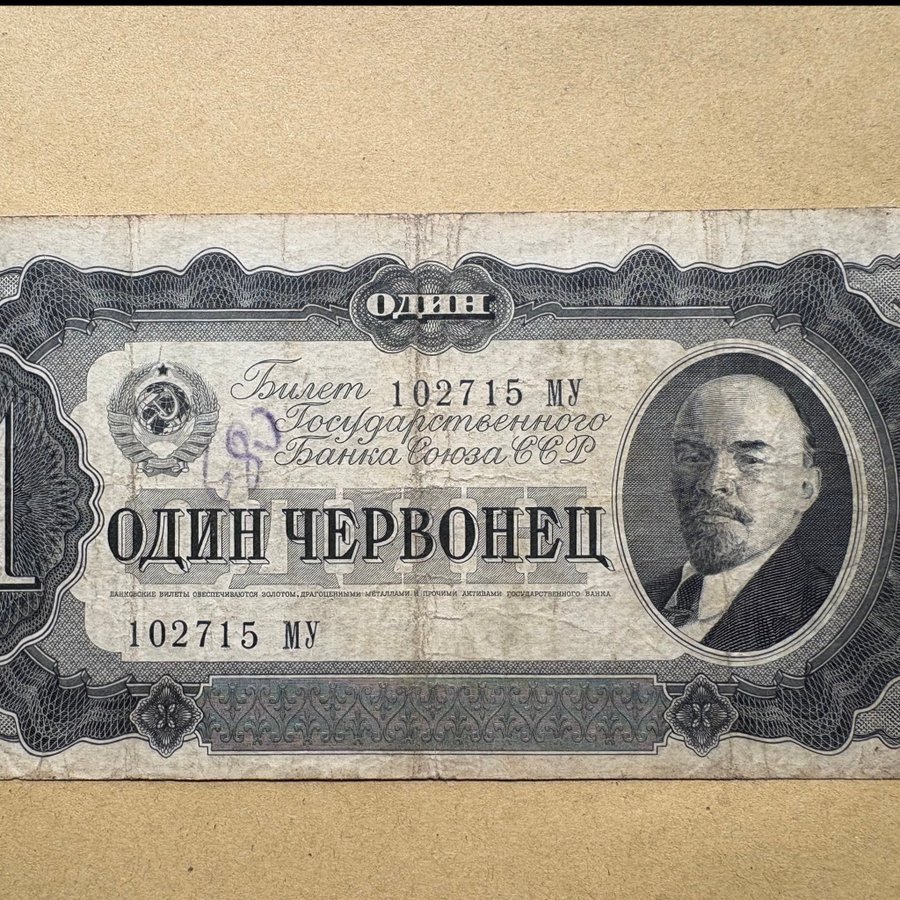 ОДИН
Билет 102715 МУ
Государственного
Банка Союза ССР
ОДИН ЧЕРВОНЕЦ
БАНКОВСКИЕ БИЛЕТЫ ОБЕСПЕЧИВАЮТСЯ ЗОЛОТОМ, ДРАГОЦЕННЫМИ МЕТАЛЛАМИ И ПРОЧИМИ АКТИВАМИ ГОСУДАРСТВЕННОГО БАНКА
102715 МУ
1